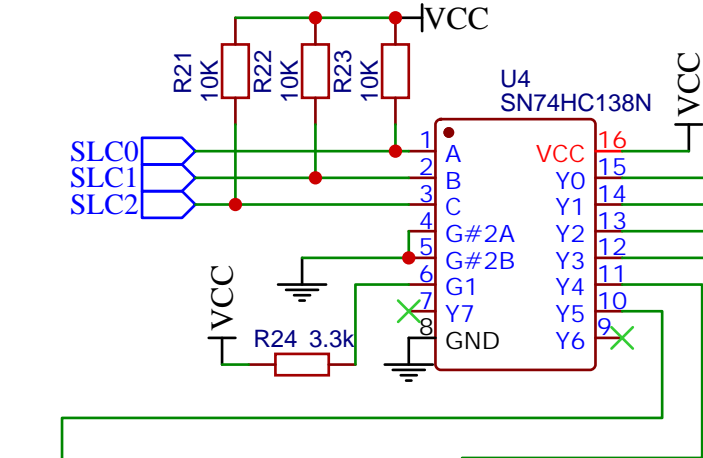 VCC
R21
10K
R22
10K
R23
10K
U4
SN74HC138N
VCC
SLC0
SLC1
SLC2
1
A
2
B
3
C
4
G#2A
5
G#2B
6
G1
7
Y7
8
GND
VCC
16
Y0
15
Y1
14
Y2
13
Y3
12
Y4
11
Y5
10
Y6
9
VCC
R24 3.3k